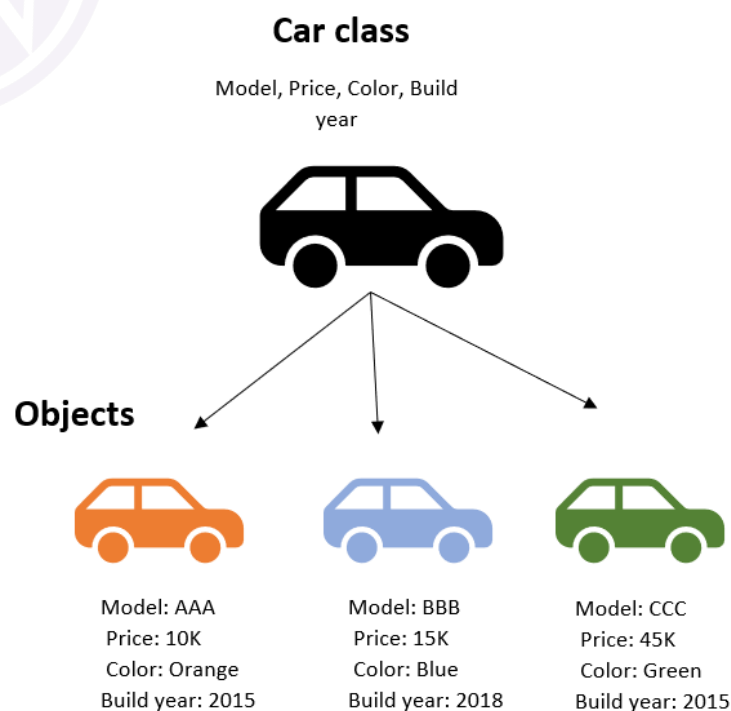 Car class
Model, Price, Color, Build
year
Objects
Model: AAA
Price: 10K
Color: Orange
Build year: 2015
Model: BBB
Price: 15K
Color: Blue
Build year: 2018
Model: CCC
Price: 45K
Color: Green
Build year: 2015